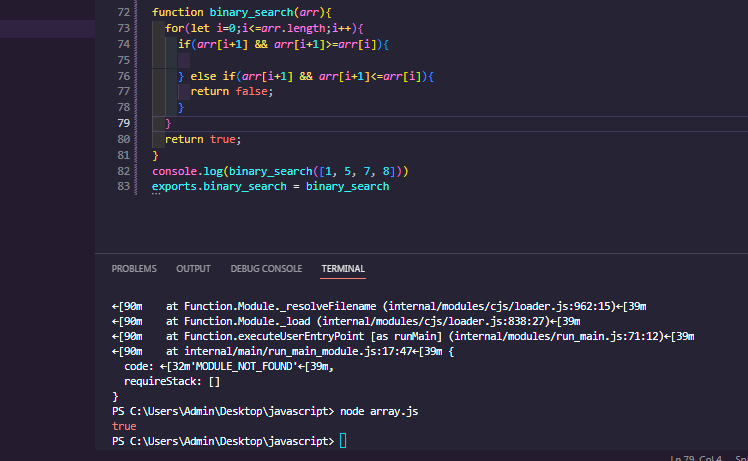 72 function binary_search(arr){
73 for(let i=0;i<=arr.length;i++){
74 if(arr[i+1] && arr[i+1]>=arr[i]){
75
76 } else if(arr[i+1] && arr[i+1]<=arr[i]){
77 return false;
78 }
79 }
80 return true;
81 }
82 console.log(binary_search([1, 5, 7, 8]))
83 exports.binary_search = binary_search
PROBLEMS OUTPUT DEBUG CONSOLE TERMINAL
←[90m at Function.Module._resolveFilename (internal/modules/cjs/loader.js:962:15)←[39m
←[90m at Function.Module._load (internal/modules/cjs/loader.js:838:27)←[39m
←[90m at Function.executeUserEntryPoint [as runMain] (internal/modules/run_main.js:71:12)←[39m
←[90m at internal/main/run_main_module.js:17:47←[39m {
code: ←[32m'MODULE_NOT_FOUND'←[39m,
requireStack: []
}
PS C:\Users\Admin\Desktop\javascript> node array.js
true
PS C:\Users\Admin\Desktop\javascript>
Ln 79, Col 4